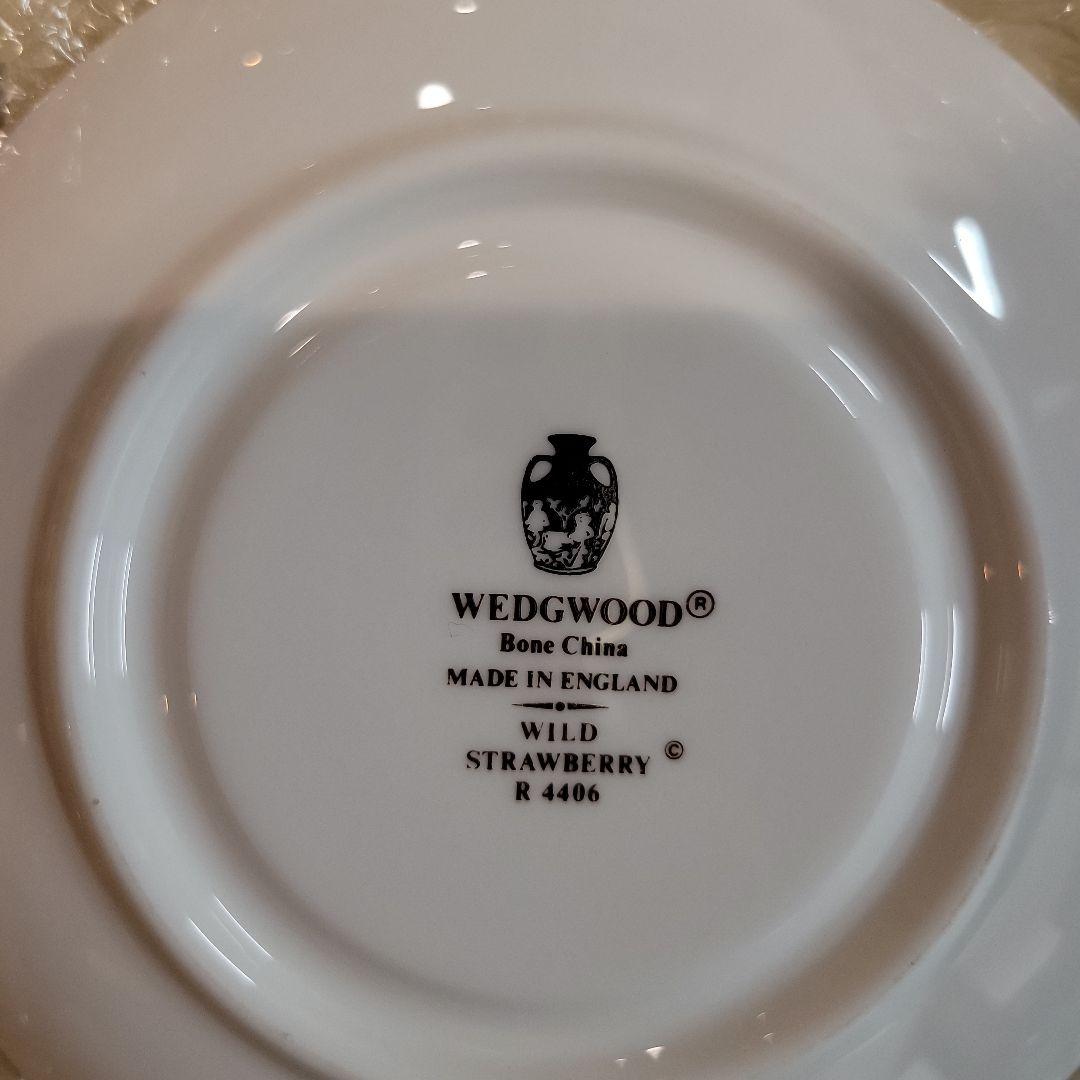 WEDGWOOD®
Bone China
MADE IN ENGLAND
WILD
STRAWBERRY ©
R 4406